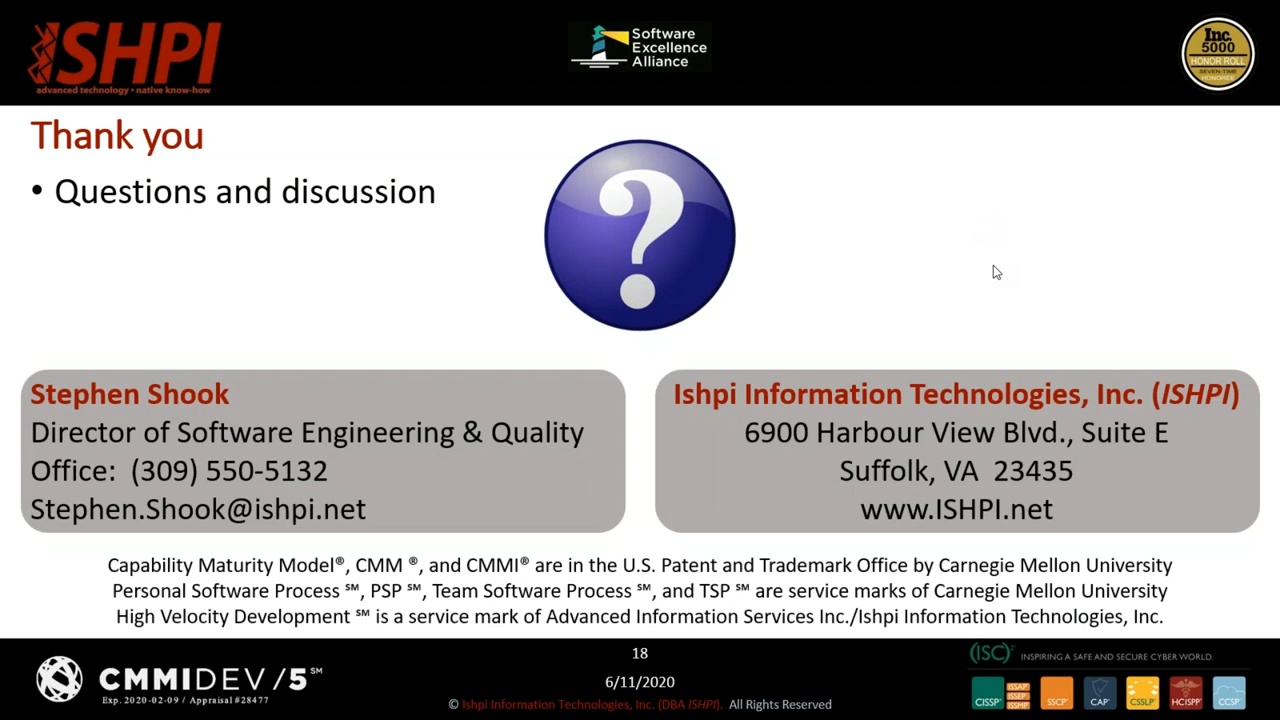 ISHPI
advanced technology • native know-how
Software
Excellence
Alliance
Inc.
5000
HONOR ROLL
SEVEN-TIME
HONOREE
Thank you
• Questions and discussion
?
Stephen Shook
Director of Software Engineering & Quality
Office: (309) 550-5132
Stephen.Shook@ishpi.net
Ishpi Information Technologies, Inc. (ISHPI)
6900 Harbour View Blvd., Suite E
Suffolk, VA 23435
www.ISHPI.net
Capability Maturity Model®, CMM ®, and CMMI® are in the U.S. Patent and Trademark Office by Carnegie Mellon University
Personal Software Process ℠, PSP ℠, Team Software Process ℠, and TSP ℠ are service marks of Carnegie Mellon University
High Velocity Development ℠ is a service mark of Advanced Information Services Inc./Ishpi Information Technologies, Inc.
CMMIDEV/5℠
Exp. 2020-02-09 / Appraisal #28477
18
6/11/2020
© Ishpi Information Technologies, Inc. (DBA ISHPI). All Rights Reserved
(ISC)² INSPIRING A SAFE AND SECURE CYBER WORLD.
CISSP
ISSAP
ISSEP
ISSMP
SSCP
CAP
CSSLP
HCISPP
CCSP